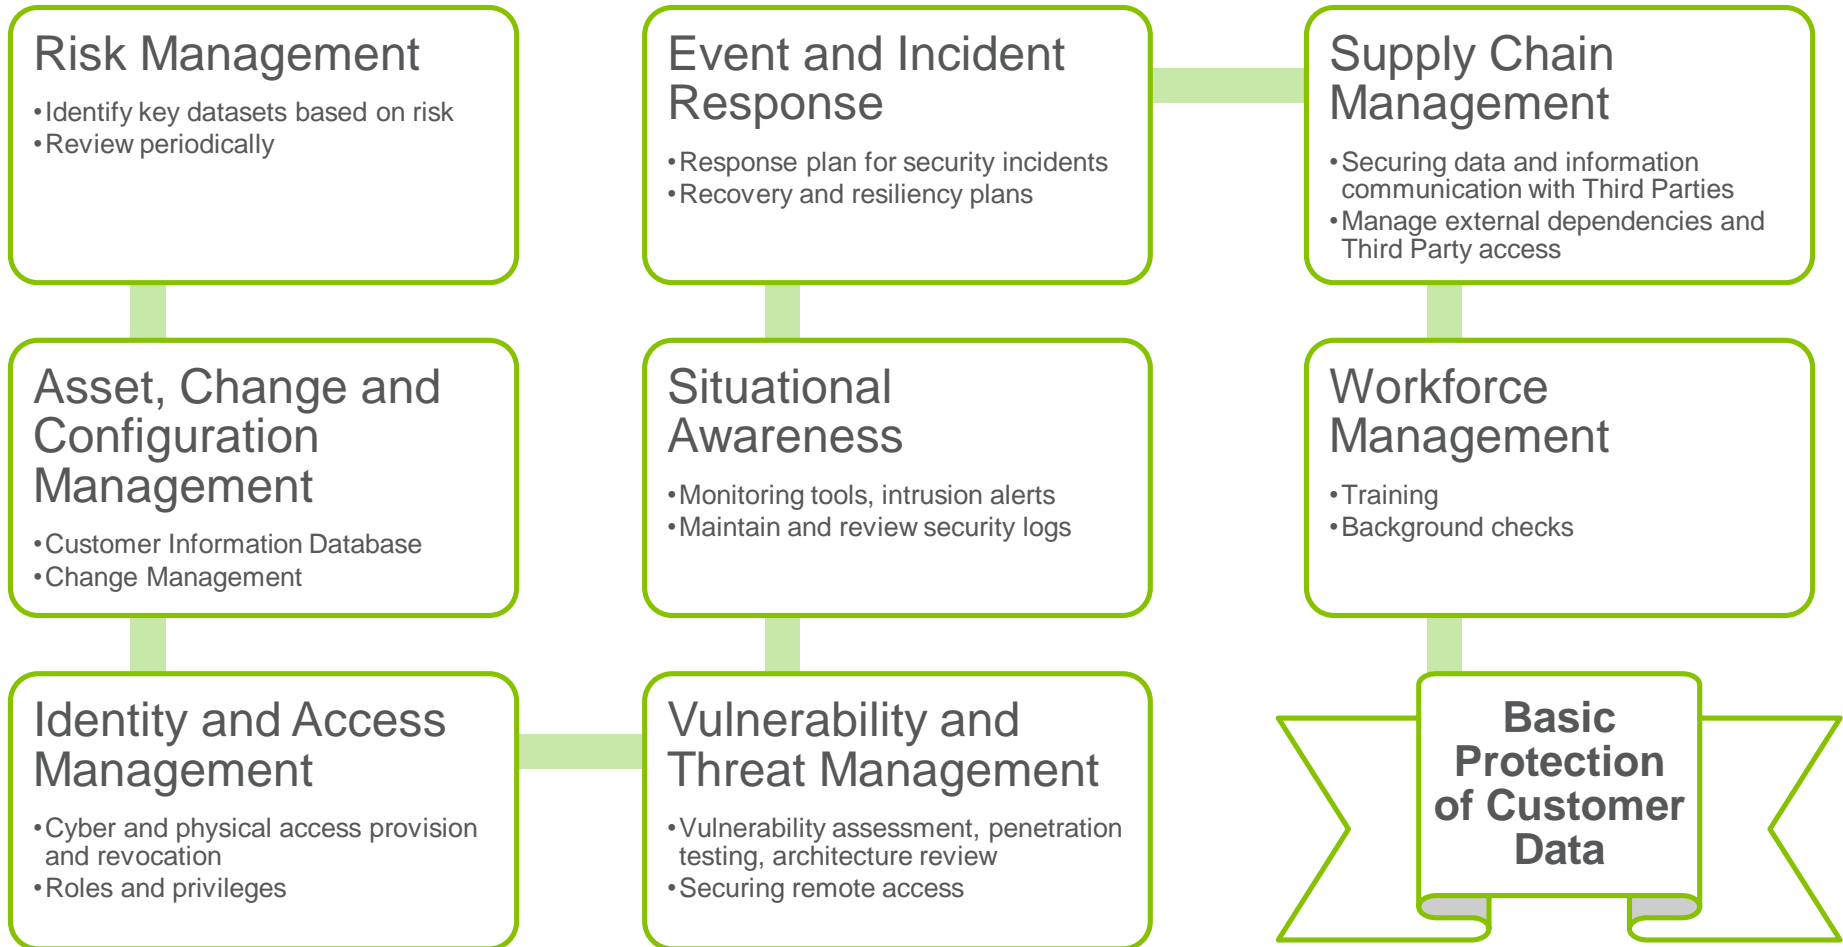 Risk Management
•Identify key datasets based on risk
•Review periodically
Asset, Change and
Configuration
Management
•Customer Information Database
•Change Management
Identity and Access
Management
•Cyber and physical access provision
and revocation
•Roles and privileges
Vulnerability and
Threat Management
•Vulnerability assessment, penetration
testing, architecture review
•Securing remote access
Situational
Awareness
•Monitoring tools, intrusion alerts
•Maintain and review security logs
Event and Incident
Response
•Response plan for security incidents
•Recovery and resiliency plans
Supply Chain
Management
•Securing data and information
communication with Third Parties
•Manage external dependencies and
Third Party access
Workforce
Management
•Training
•Background checks
Basic
Protection
of Customer
Data